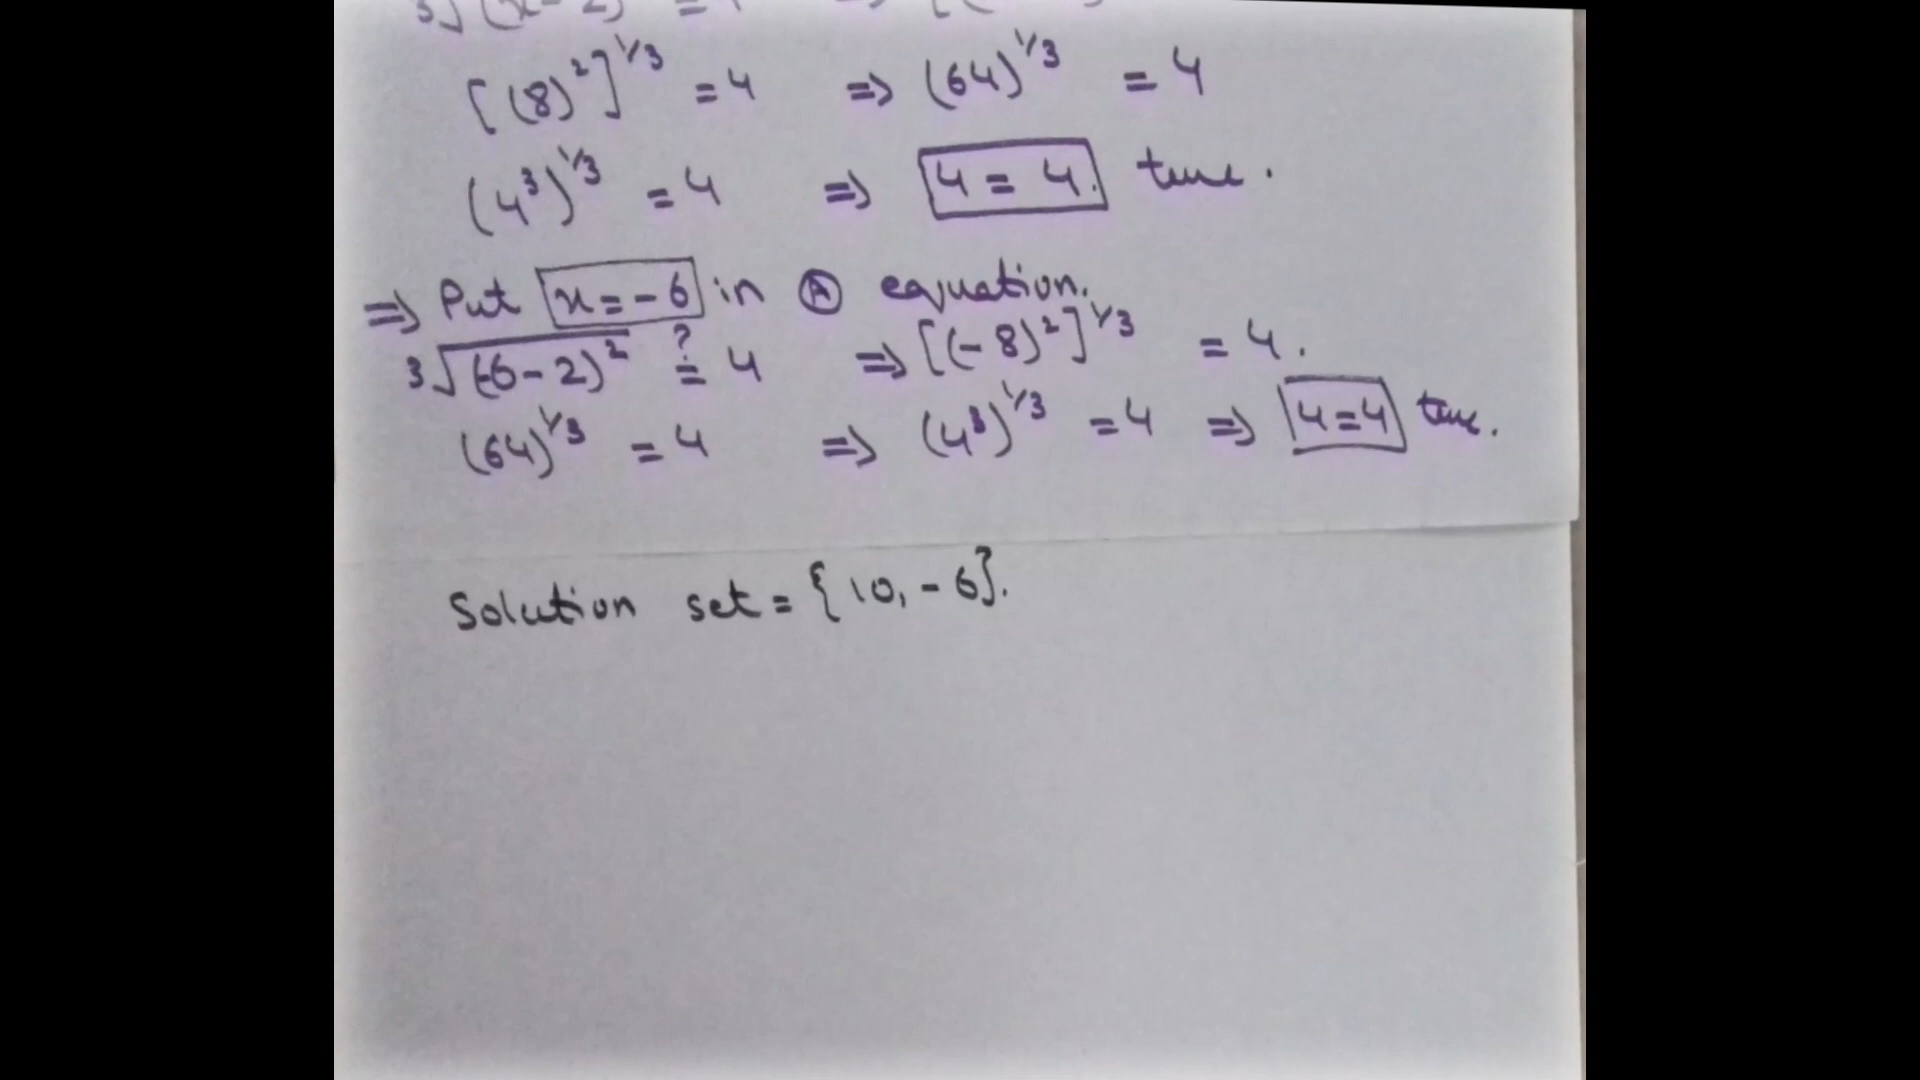 [(8)²]^1/3 = 4 ⇒ (64)^1/3 = 4
(4³)^1/3 = 4 ⇒ 4 = 4. true.
⇒ Put x = -6 in Ⓐ equation.
³√(-6-2)² ≟ 4 ⇒ [(-8)²]^1/3 = 4.
(64)^1/3 = 4 ⇒ (4³)^1/3 = 4 ⇒ 4=4 true.
Solution set = {10, -6}.